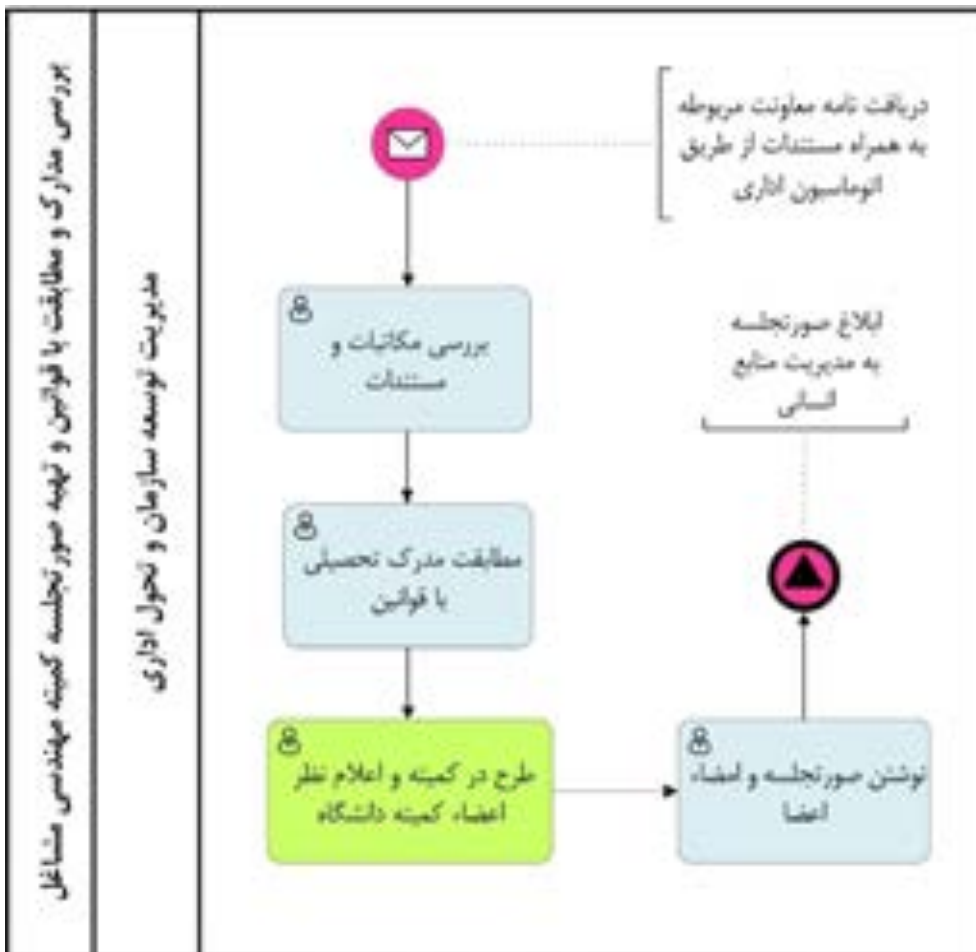 بررسی مدارک و مطابقت با قوانین و تهیه صورتجلسه کمیته مهندسی مشاغل
مدیریت توسعه سازمان و تحول اداری
دریافت نامه معاونت مربوطه
به همراه مستندات از طریق
اتوماسیون اداری
بررسی مکاتبات و
مستندات
مطابقت مدرک تحصیلی
با قوانین
طرح در کمیته و اعلام نظر
اعضاء کمیته دانشگاه
نوشتن صورتجلسه و امضاء
اعضا
ابلاغ صورتجلسه
به مدیریت منابع
انسانی